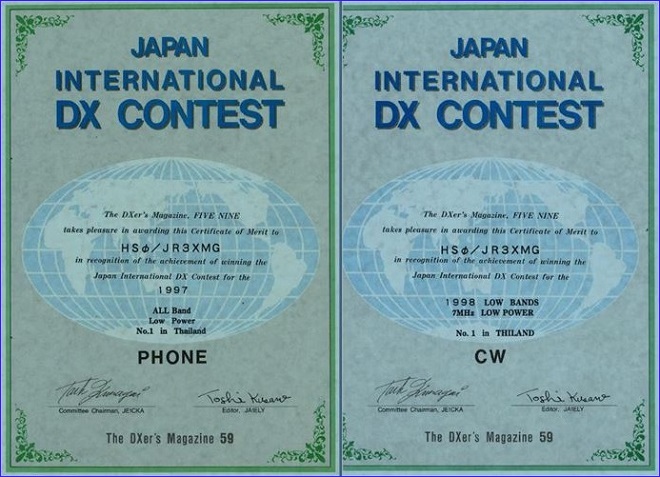 JAPAN
INTERNATIONAL
DX CONTEST
The DXer's Magazine, FIVE NINE
takes pleasure in awarding this Certificate of Merit to
HSø/JR3XMG
in recognition of the achievement of winning the
Japan International DX Contest for the
1997
ALL Band
Low Power
No.1 in Thailand
PHONE
Committee Chairman, JE1CKA
Toshi Kusano
Editor, JA1ELY
The DXer's Magazine 59
JAPAN
INTERNATIONAL
DX CONTEST
The DXer's Magazine, FIVE NINE
takes pleasure in awarding this Certificate of Merit to
HSø/JR3XMG
in recognition of the achievement of winning the
Japan International DX Contest for the
1998 LOW BANDS
7MHz LOW POWER
No. 1 in THILAND
CW
Committee Chairman, JE1CKA
Toshi Kusano
Editor, JA1ELY
The DXer's Magazine 59